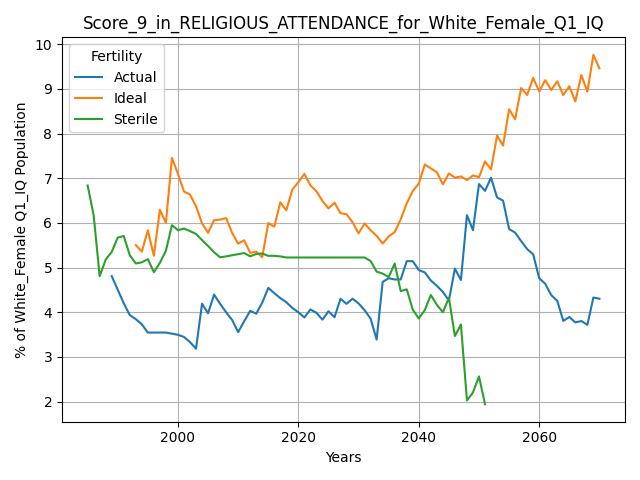 Score_9_in_RELIGIOUS_ATTENDANCE_for_White_Female_Q1_IQ
Fertility
Actual
Ideal
Sterile
% of White_Female Q1_IQ Population
10
9
8
7
6
5
4
3
2
2000 2020 2040 2060
Years